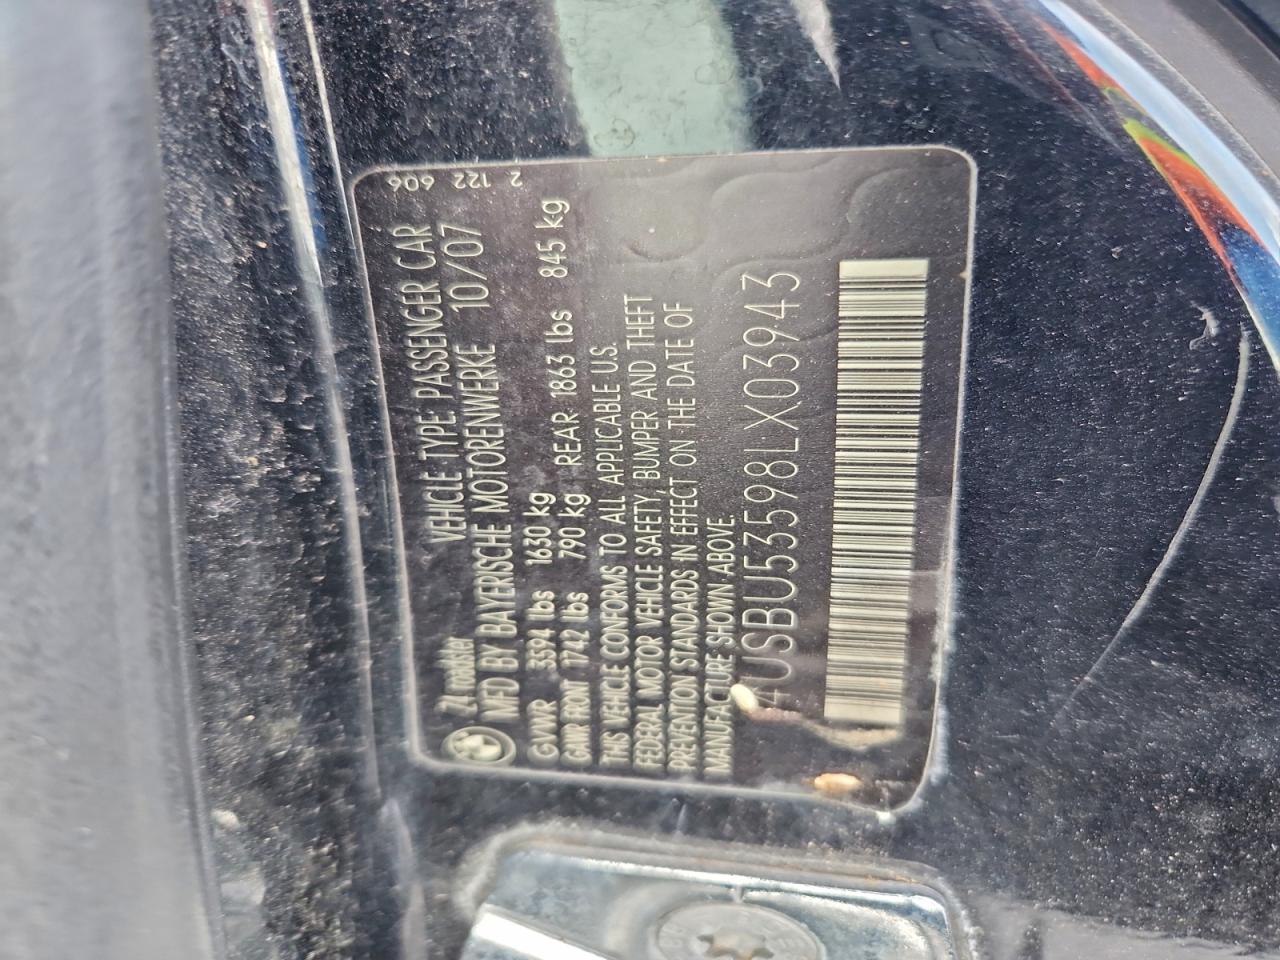 2 122 606
Z4 roadster VEHICLE TYPE: PASSENGER CAR
MFD BY BAYERISCHE MOTORENWERKE 10/07
GVWR 3594 lbs 1630 kg
GAWR FRONT 1742 lbs 790 kg REAR 1863 lbs 845 kg
THIS VEHICLE CONFORMS TO ALL APPLICABLE U.S.
FEDERAL MOTOR VEHICLE SAFETY, BUMPER AND THEFT
PREVENTION STANDARDS IN EFFECT ON THE DATE OF
MANUFACTURE SHOWN ABOVE.
4USBU53598LX03943